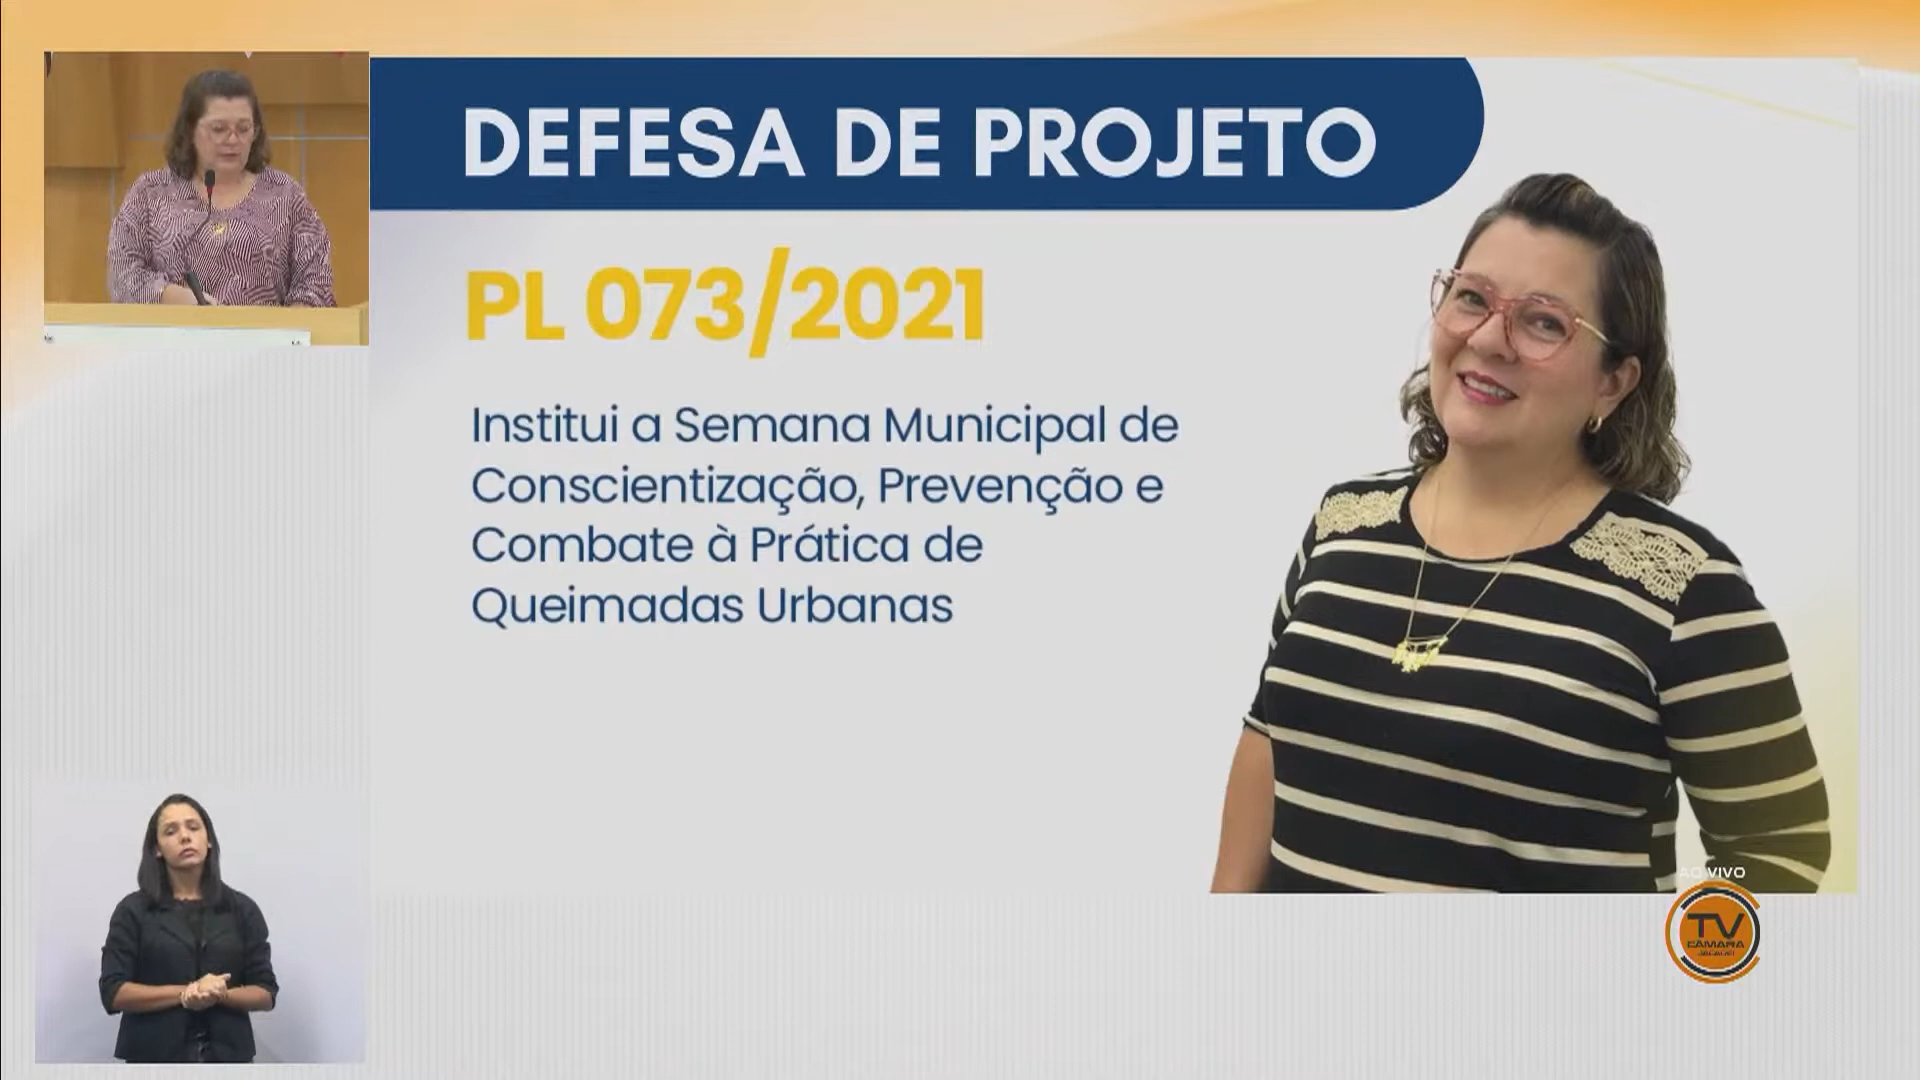 DEFESA DE PROJETO
PL 073/2021
Institui a Semana Municipal de
Conscientização, Prevenção e
Combate à Prática de
Queimadas Urbanas
AO VIVO
TV
CÂMARA
JACAREÍ